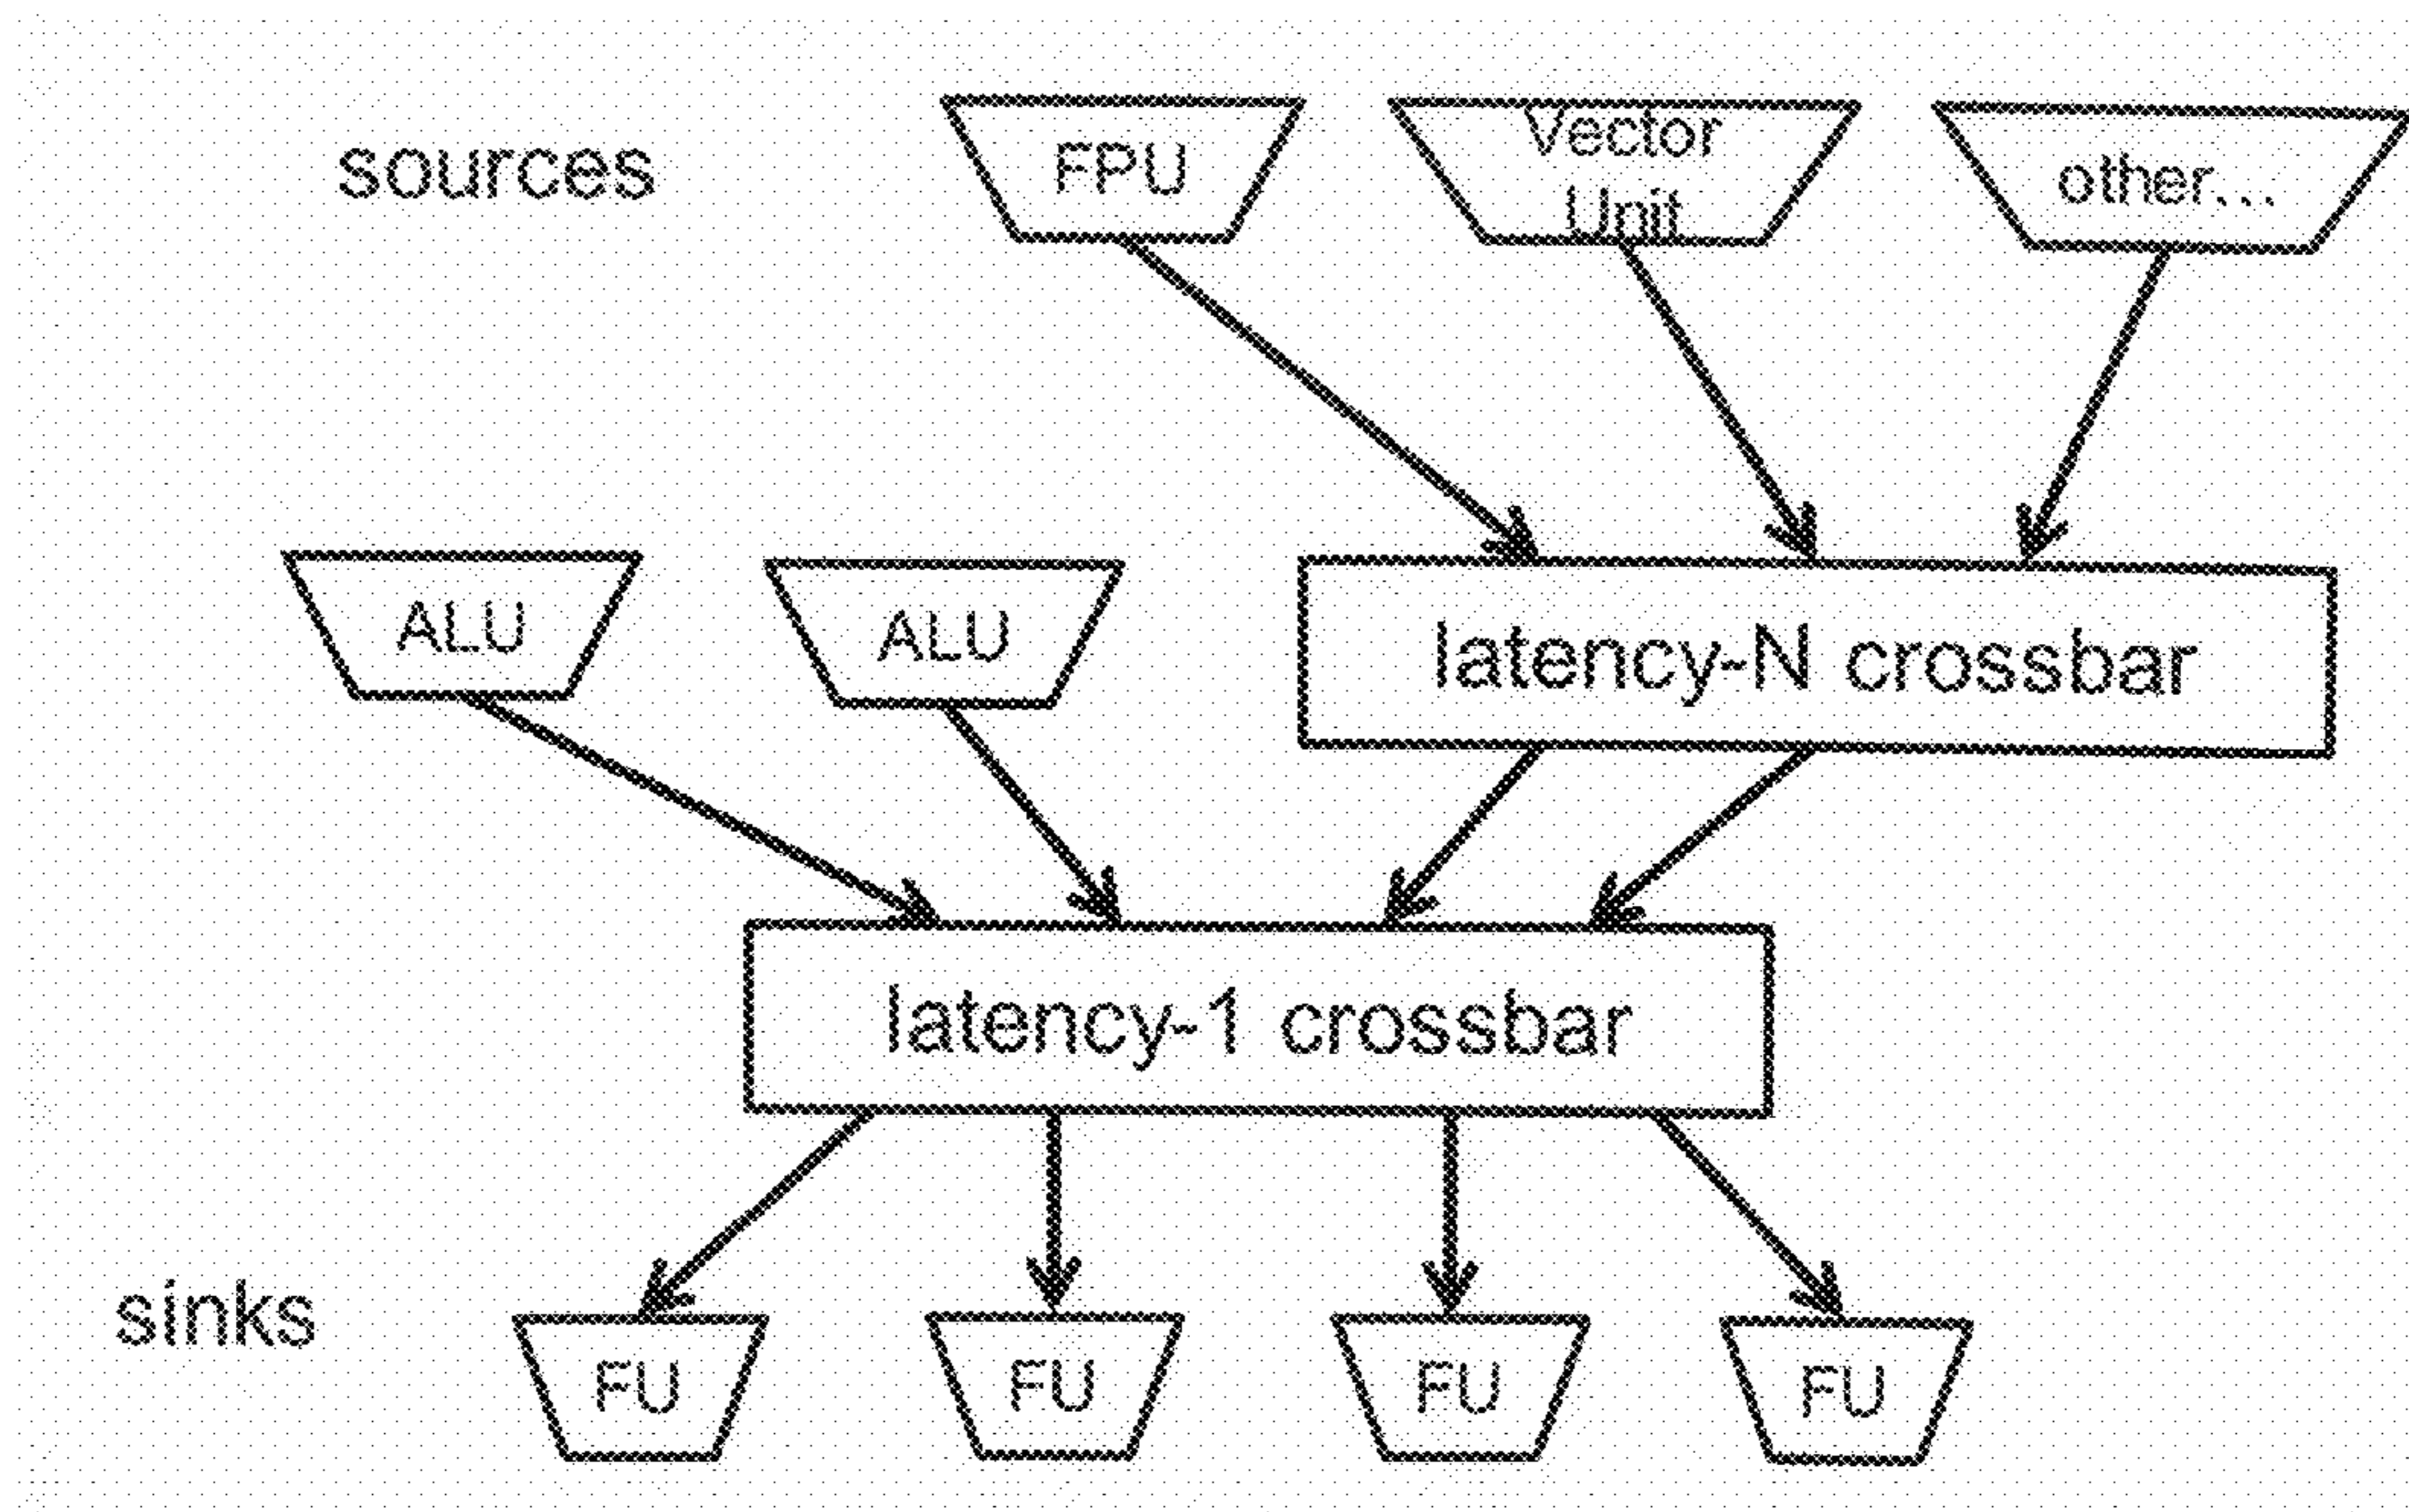 sources
FPU
Vector
Unit
other...
ALU
ALU
latency-N crossbar
latency-1 crossbar
sinks
FU
FU
FU
FU